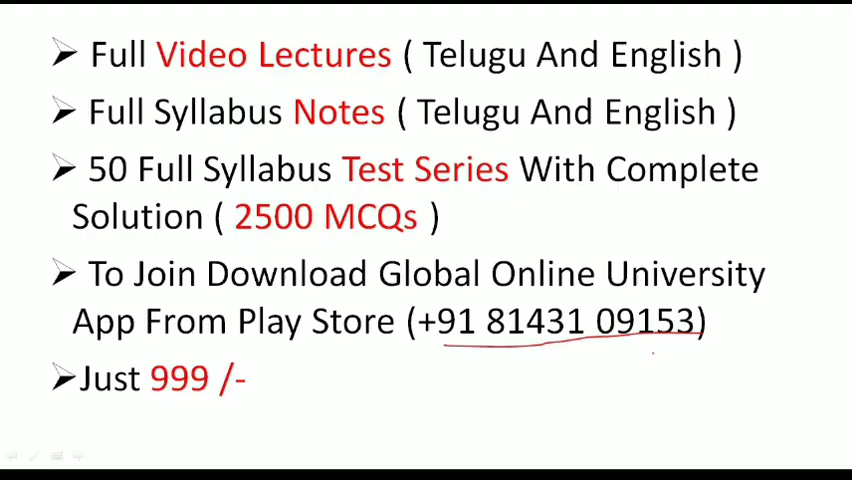 ➢ Full Video Lectures ( Telugu And English )
➢ Full Syllabus Notes ( Telugu And English )
➢ 50 Full Syllabus Test Series With Complete
Solution ( 2500 MCQs )
➢ To Join Download Global Online University
App From Play Store (+91 81431 09153)
➢Just 999 /-